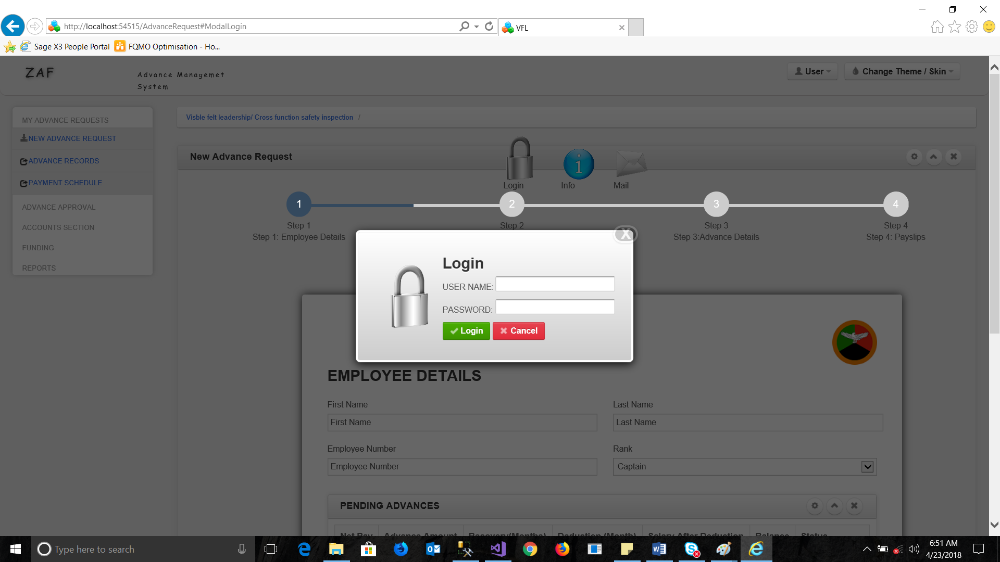 http://localhost:54515/AdvanceRequest#ModalLogin
VFL
Sage X3 People Portal
FQMO Optimisation - Ho...
ZAF
Advance Managemet
System
User
Change Theme / Skin
MY ADVANCE REQUESTS
NEW ADVANCE REQUEST
ADVANCE RECORDS
PAYMENT SCHEDULE
ADVANCE APPROVAL
ACCOUNTS SECTION
FUNDING
REPORTS
Visble felt leadership/ Cross function safety inspection /
New Advance Request
Login
Info
Mail
1
2
3
4
Step 1
Step 2
Step 3
Step 4
Step 1: Employee Details
Step 3:Advance Details
Step 4: Payslips
X
Login
USER NAME:
PASSWORD:
Login
Cancel
EMPLOYEE DETAILS
First Name
Last Name
First Name
Last Name
Employee Number
Rank
Employee Number
Captain
PENDING ADVANCES
Net Pay
Advance Amount
Recovery(Months)
Deduction (Month)
Salary After Deduction
Balance
Status
Type here to search
6:51 AM
4/23/2018